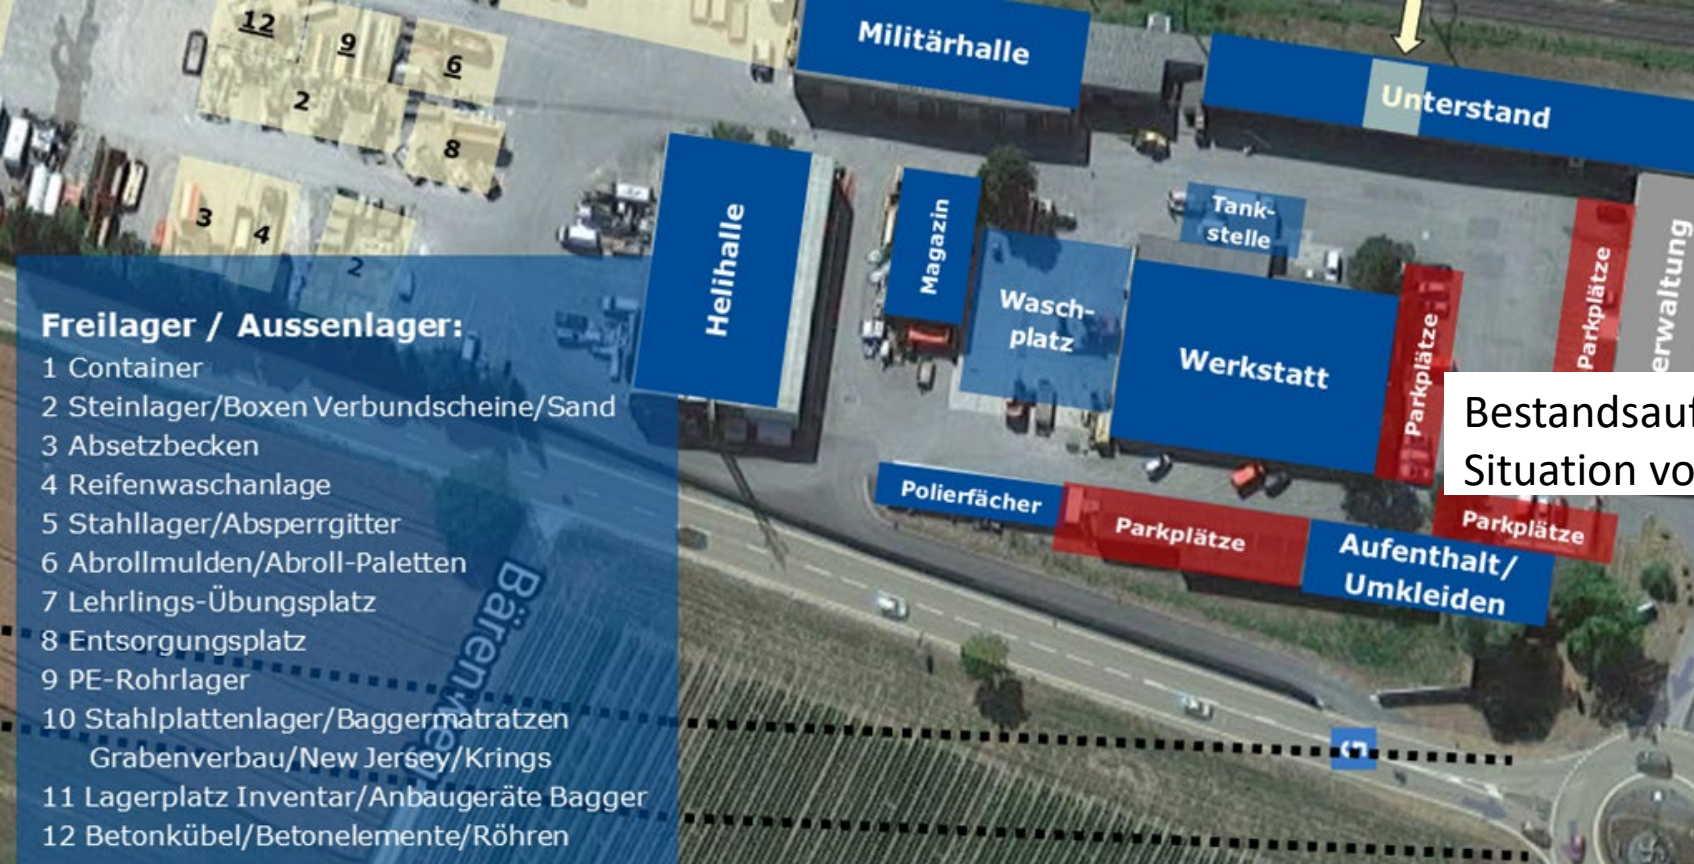 12
9
6
2
8
3
4
2
Militärhalle
Unterstand
Helihalle
Magazin
Tank-
stelle
Wasch-
platz
Werkstatt
Parkplätze
Parkplätze
erwaltung
Bestandsauf
Situation vo
Polierfächer
Parkplätze
Parkplätze
Aufenthalt/
Umkleiden
Freilager / Aussenlager:
1 Container
2 Steinlager/Boxen Verbundscheine/Sand
3 Absetzbecken
4 Reifenwaschanlage
5 Stahllager/Absperrgitter
6 Abrollmulden/Abroll-Paletten
7 Lehrlings-Übungsplatz
8 Entsorgungsplatz
9 PE-Rohrlager
10 Stahlplattenlager/Baggermatratzen
Grabenverbau/New Jersey/Krings
11 Lagerplatz Inventar/Anbaugeräte Bagger
12 Betonkübel/Betonelemente/Röhren
Bärenweg
5